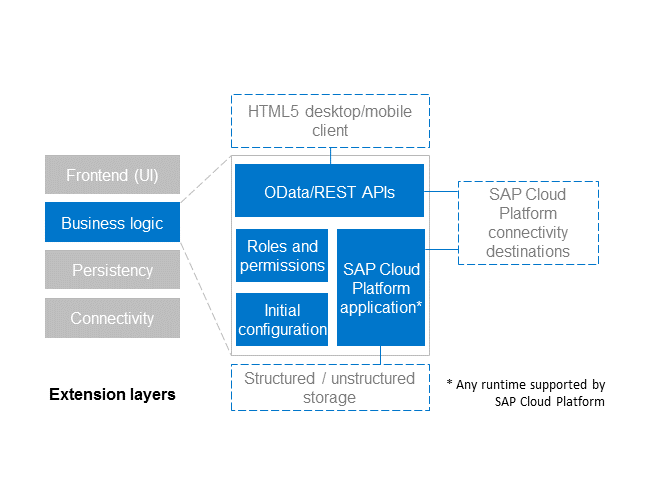 HTML5 desktop/mobile
client
Frontend (UI)
Business logic
Persistency
Connectivity
Extension layers
OData/REST APIs
Roles and
permissions
Initial
configuration
SAP Cloud
Platform
application*
SAP Cloud
Platform
connectivity
destinations
Structured / unstructured
storage
* Any runtime supported by
SAP Cloud Platform